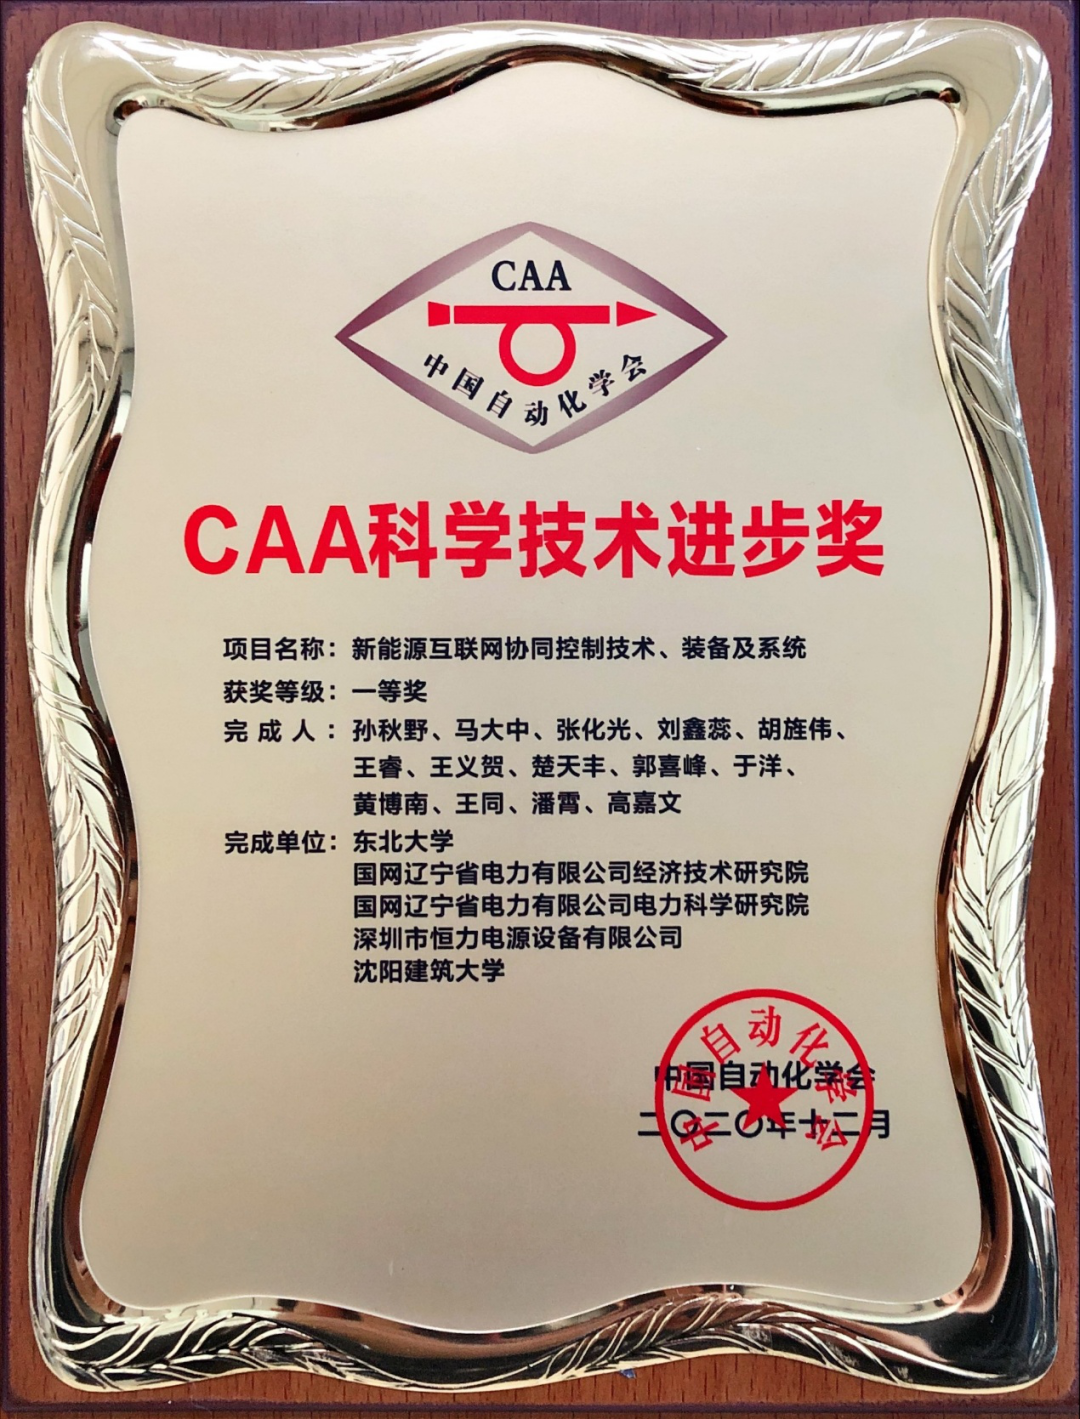 CAA
中国自动化学会
CAA科学技术进步奖
项目名称：新能源互联网协同控制技术、装备及系统
获奖等级：一等奖
完成人：孙秋野、马大中、张化光、刘鑫蕊、胡旌伟、
王睿、王义贺、楚天丰、郭喜峰、于洋、
黄博南、王同、潘霄、高嘉文
完成单位：东北大学
国网辽宁省电力有限公司经济技术研究院
国网辽宁省电力有限公司电力科学研究院
深圳市恒力电源设备有限公司
沈阳建筑大学
中国自动化学会
二〇二〇年十二月
中国自动化学会